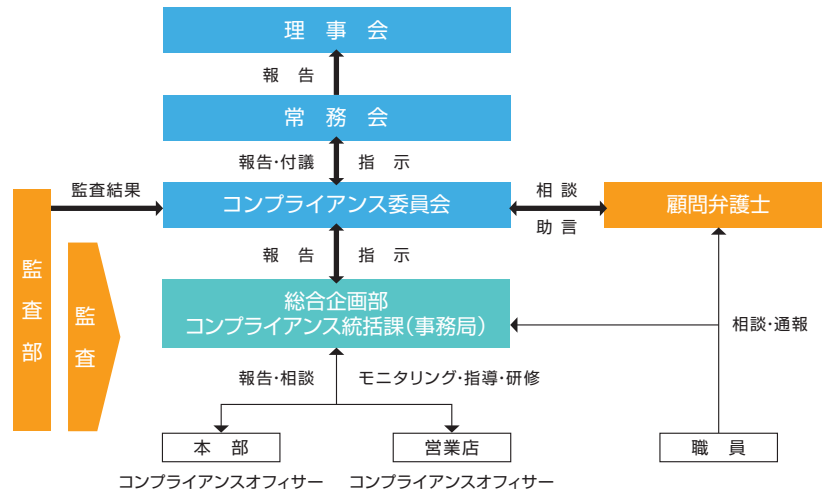 理事会
報告
常務会
報告・付議 指示
監査結果
コンプライアンス委員会
相談
助言
顧問弁護士
報告 指示
監査部
監査
総合企画部
コンプライアンス統括課(事務局)
相談・通報
報告・相談 モニタリング・指導・研修
本部
営業店
職員
コンプライアンスオフィサー
コンプライアンスオフィサー